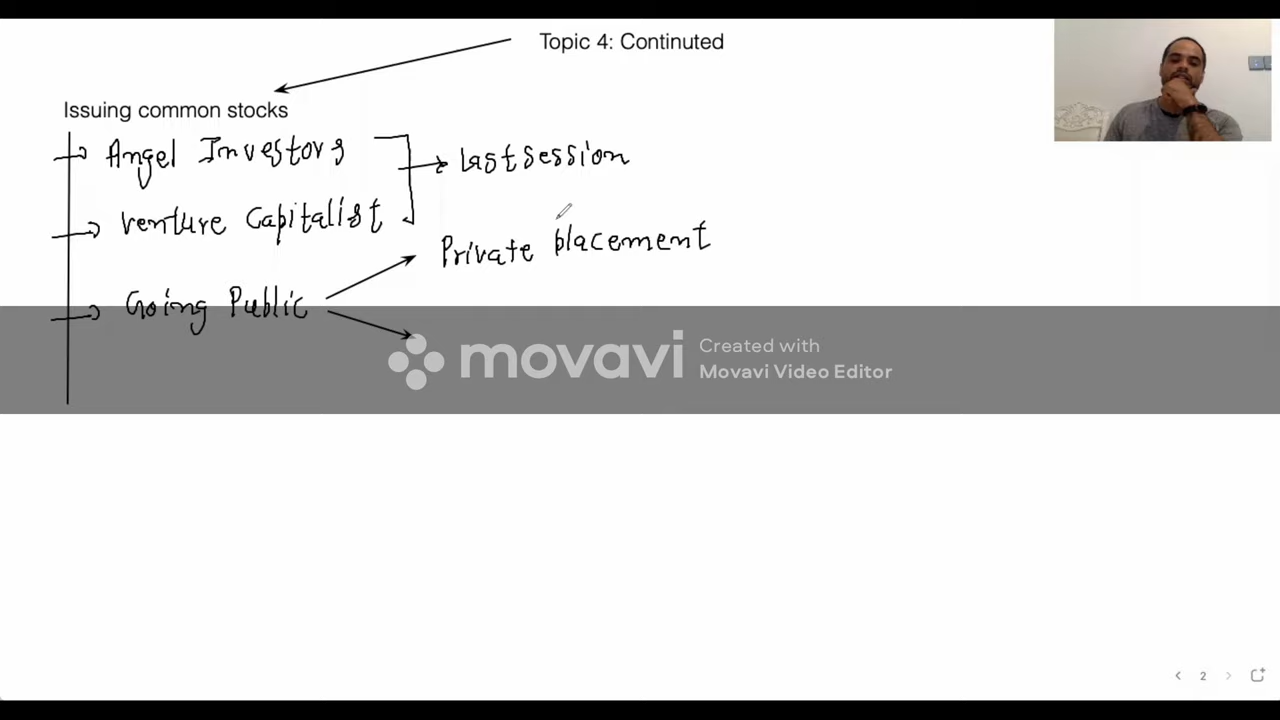 Topic 4: Continuted
Issuing common stocks
Angel Investors
Last session
Venture Capitalist
Private placement
Going Public
movavi
Created with
Movavi Video Editor
2